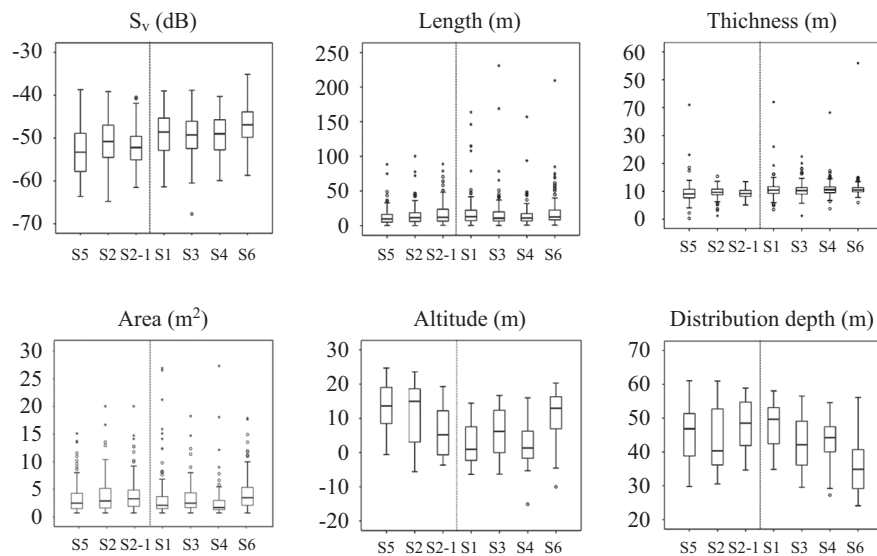 Sv (dB)
-30
-40
-50
-60
-70
S5 S2 S2-1 S1 S3 S4 S6
Length (m)
250
200
150
100
50
0
S5 S2 S2-1 S1 S3 S4 S6
Thichness (m)
60
30
20
10
0
S5 S2 S2-1 S1 S3 S4 S6
Area (m²)
30
25
20
15
10
5
0
S5 S2 S2-1 S1 S3 S4 S6
Altitude (m)
30
20
10
0
-10
-20
S5 S2 S2-1 S1 S3 S4 S6
Distribution depth (m)
70
60
50
40
30
20
S5 S2 S2-1 S1 S3 S4 S6